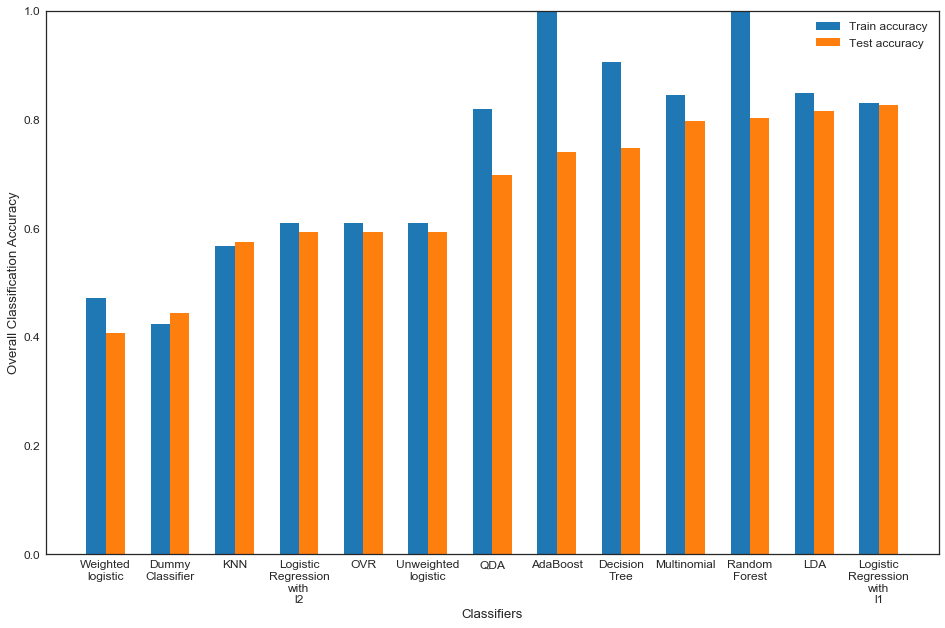 1.0
Train accuracy
Test accuracy
0.8
0.6
0.4
0.2
0.0
Overall Classification Accuracy
Weighted
logistic
Dummy
Classifier
KNN
Logistic
Regression
with
l2
OVR
Unweighted
logistic
QDA
AdaBoost
Decision
Tree
Multinomial
Random
Forest
LDA
Logistic
Regression
with
l1
Classifiers